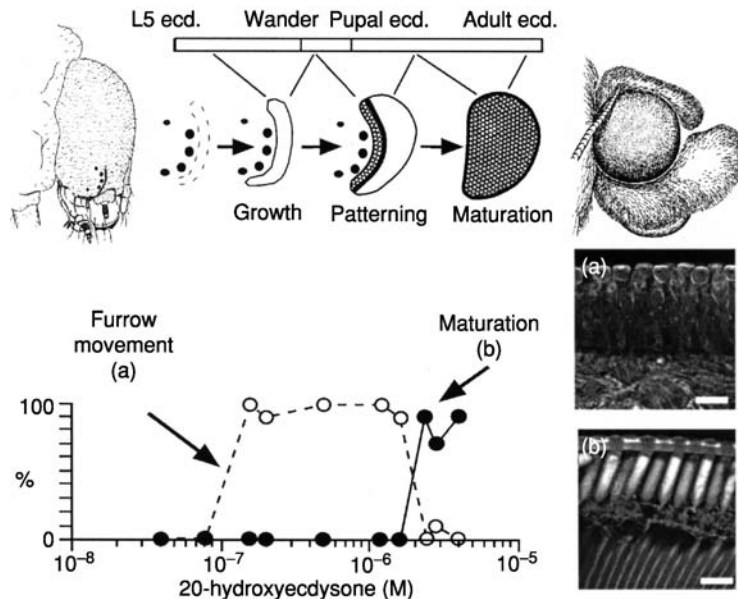 L5 ecd. Wander Pupal ecd. Adult ecd.
Growth Patterning Maturation
(a)
Furrow
movement
(a)
Maturation
(b)
100
%
0
(b)
10⁻⁸ 10⁻⁷ 10⁻⁶ 10⁻⁵
20-hydroxyecdysone (M)